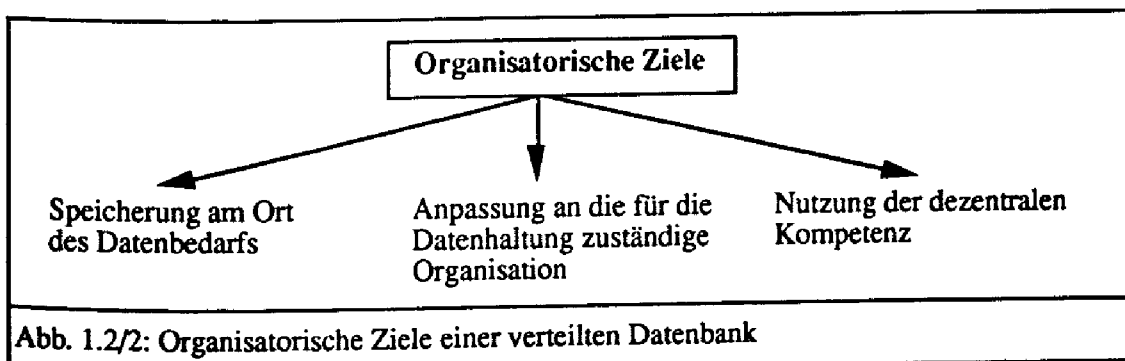 Organisatorische Ziele
Speicherung am Ort
des Datenbedarfs
Anpassung an die für die
Datenhaltung zuständige
Organisation
Nutzung der dezentralen
Kompetenz
Abb. 1.2/2: Organisatorische Ziele einer verteilten Datenbank